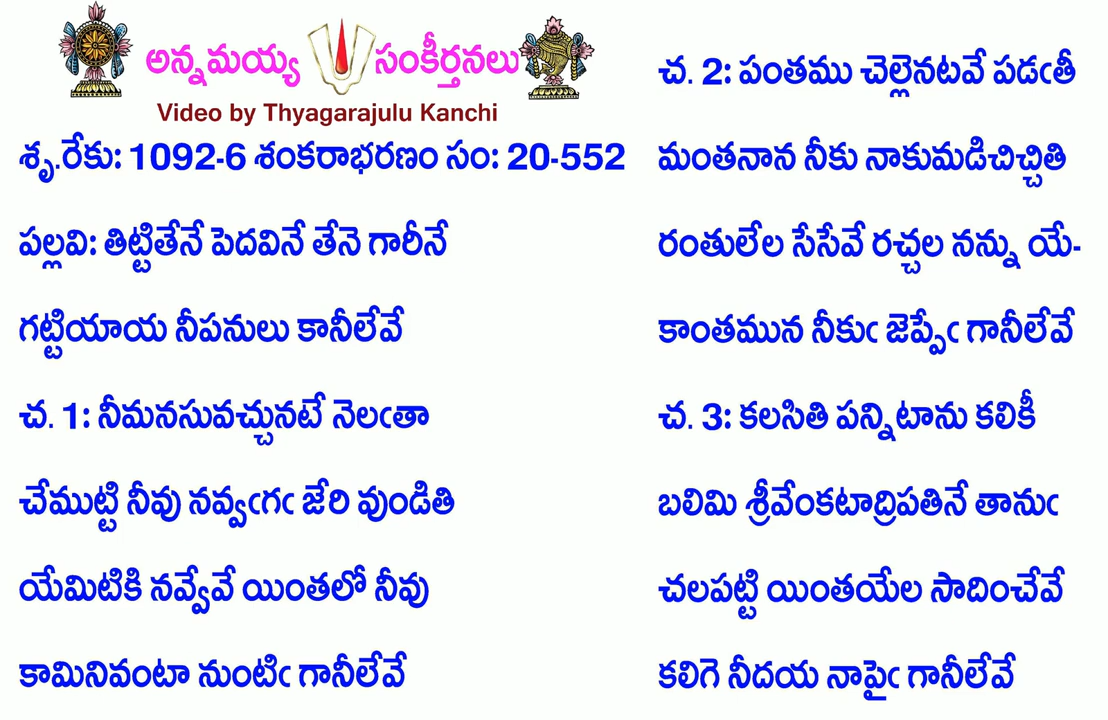 అన్నమయ్య సంకీర్తనలు
Video by Thyagarajulu Kanchi
శృ.రేకు: 1092-6 శంకరాభరణం సం: 20-552
పల్లవి: తిట్టితేనే పెదవినే తేనె గారీనే
గట్టియాయ నీపనులు కానీలేవే
చ. 1: నీమనసువచ్చునటే నెలఁతా
చేముట్టి నీవు నవ్వఁగఁ జేరి వుండితి
యేమిటికి నవ్వేవే యింతలో నీవు
కామినివంటా నుంటిఁ గానీలేవే
చ. 2: పంతము చెల్లెనటవే పడఁతీ
మంతనాన నీకు నాకుమడిచిచ్చితి
రంతులేల సేసేవే రచ్చల నన్ను యే-
కాంతమున నీకుఁ జెప్పేఁ గానీలేవే
చ. 3: కలసితి పన్నిటాను కలికీ
బలిమి శ్రీవేంకటాద్రిపతినే తానుఁ
చలపట్టి యింతయేల సాదించేవే
కలిగె నీదయ నాపైఁ గానీలేవే